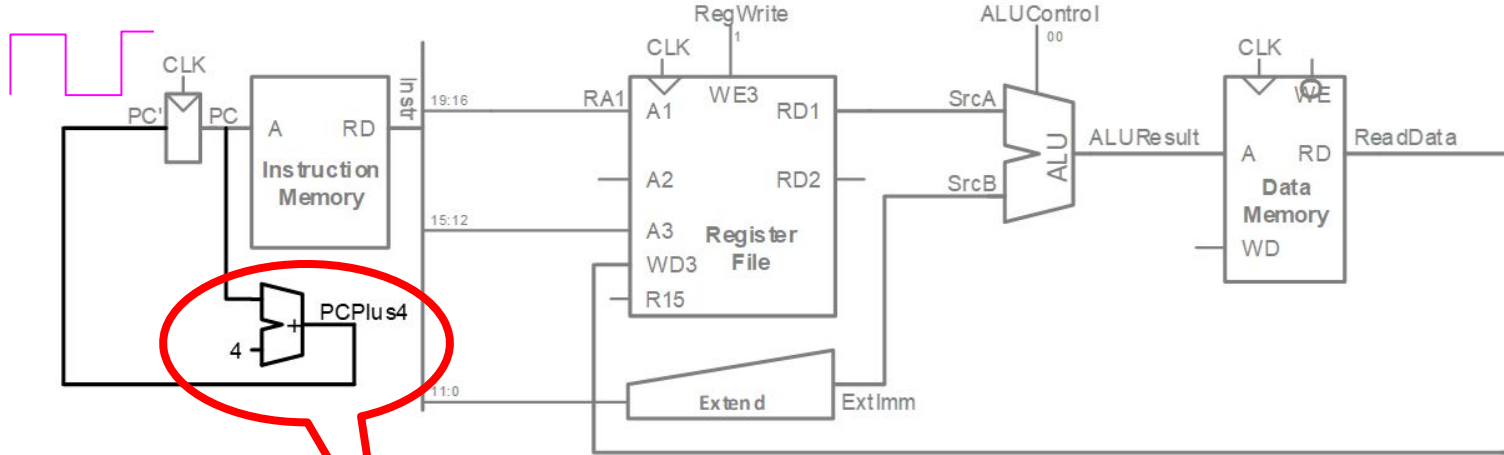 RegWrite
1
ALUControl
00
CLK
CLK
CLK
PC'
PC
A
RD
Instruction
Memory
Instr
19:16
RA1
A1
WE3
RD1
A2
RD2
15:12
A3
WD3
R15
Register
File
SrcA
SrcB
ALU
ALUResult
WE
A
RD
Data
Memory
WD
ReadData
4
+
PCPlus4
11:0
Extend
ExtImm